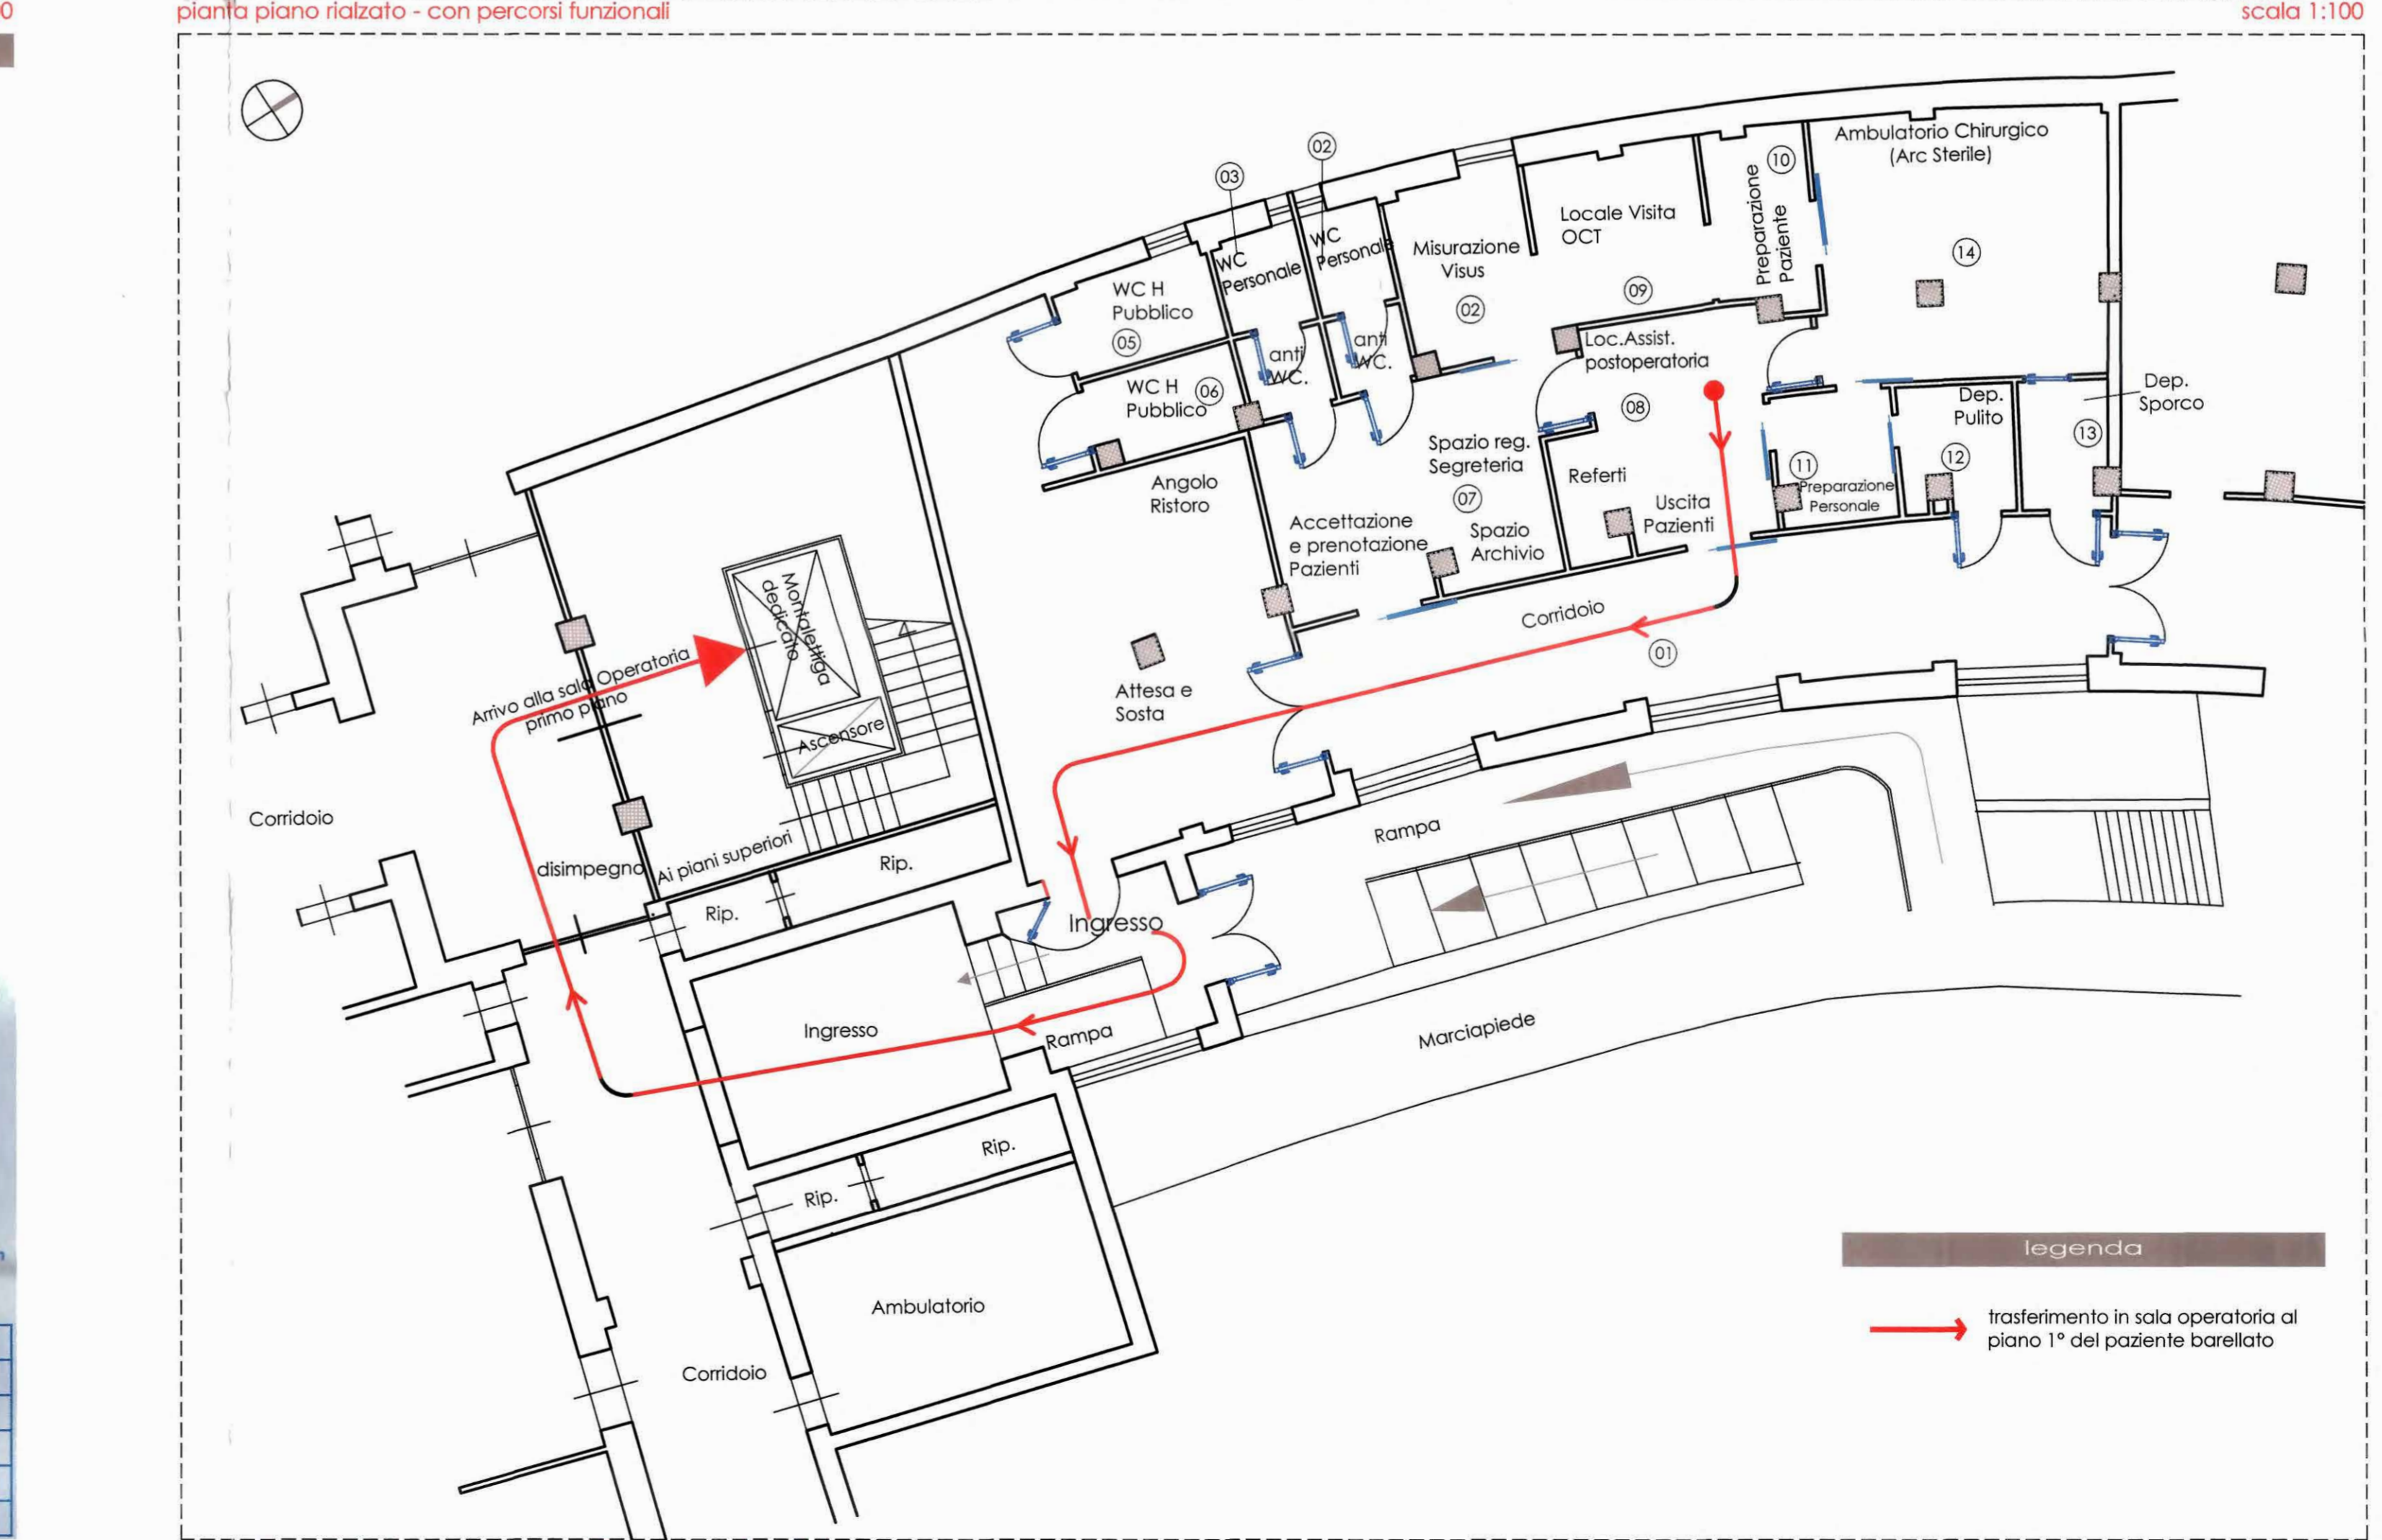 0
pianta piano rialzato - con percorsi funzionali
scala 1:100
Ambulatorio Chirurgico
(Arc Sterile)
14
10
Preparazione
Paziente
Locale Visita
OCT
09
02
03
WC
Personale
WC
Personale
Misurazione
Visus
02
WC H
Pubblico
05
WC H
Pubblico
06
anti
WC.
anti
WC.
Loc.Assist.
postoperatoria
08
Dep.
Pulito
12
Dep.
Sporco
13
11
Preparazione
Personale
Spazio reg.
Segreteria
07
Referti
Uscita
Pazienti
Angolo
Ristoro
Accettazione
e prenotazione
Pazienti
Spazio
Archivio
Corridoio
01
Attesa e
Sosta
Montalettiga
dedicato
Ascensore
Arrivo alla sala Operatoria
primo piano
Corridoio
disimpegno
Ai piani superiori
Rip.
Rip.
Rampa
Ingresso
Ingresso
Rampa
Marciapiede
Rip.
Rip.
Ambulatorio
Corridoio
legenda
trasferimento in sala operatoria al
piano 1° del paziente barellato